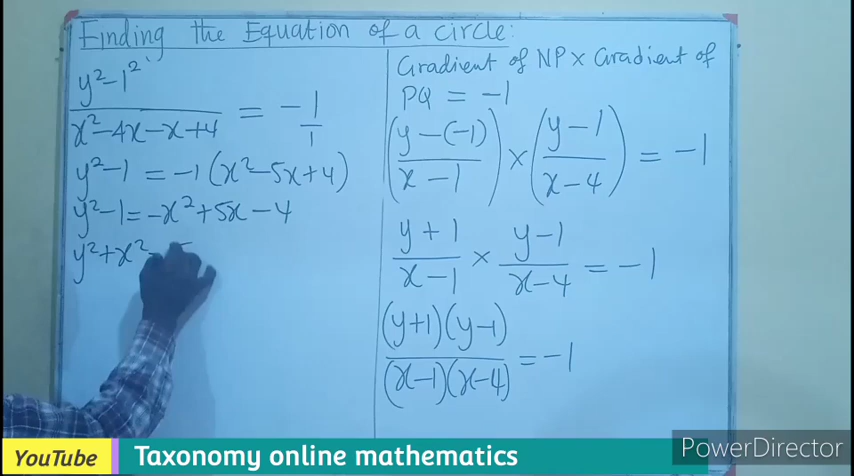 Finding the Equation of a circle:
y²-1²
x²-4x-x+4 = -1/1
y²-1 = -1(x²-5x+4)
y²-1=-x²+5x-4
y²+x²-5
Gradient of NP x Gradient of
PQ = -1
(y-(-1)/x-1) × (y-1/x-4) = -1
y+1/x-1 × y-1/x-4 = -1
(y+1)(y-1)
(x-1)(x-4) = -1
YouTube Taxonomy online mathematics
PowerDirector